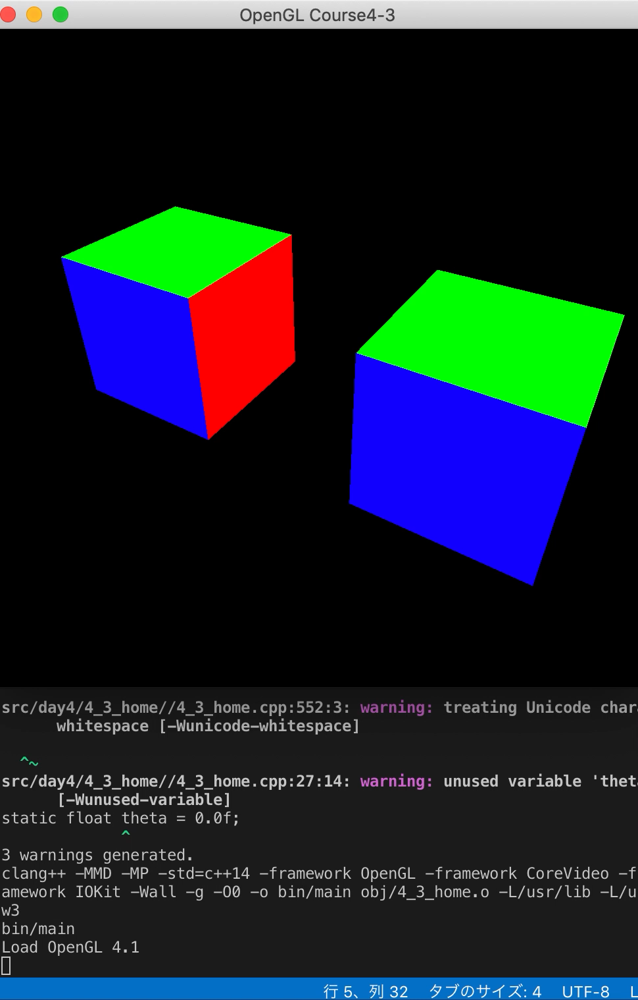 OpenGL Course4-3
src/day4/4_3_home//4_3_home.cpp:552:3: warning: treating Unicode
whitespace [-Wunicode-whitespace]
^~
src/day4/4_3_home//4_3_home.cpp:27:14: warning: unused variable
[-Wunused-variable]
static float theta = 0.0f;
^
3 warnings generated.
clang++ -MMD -MP -std=c++14 -framework OpenGL -framework CoreVideo -f
amework IOKit -Wall -g -O0 -o bin/main obj/4_3_home.o -L/usr/lib -L/u
w3
bin/main
Load OpenGL 4.1
行 5、列 32 タブのサイズ: 4 UTF-8 L